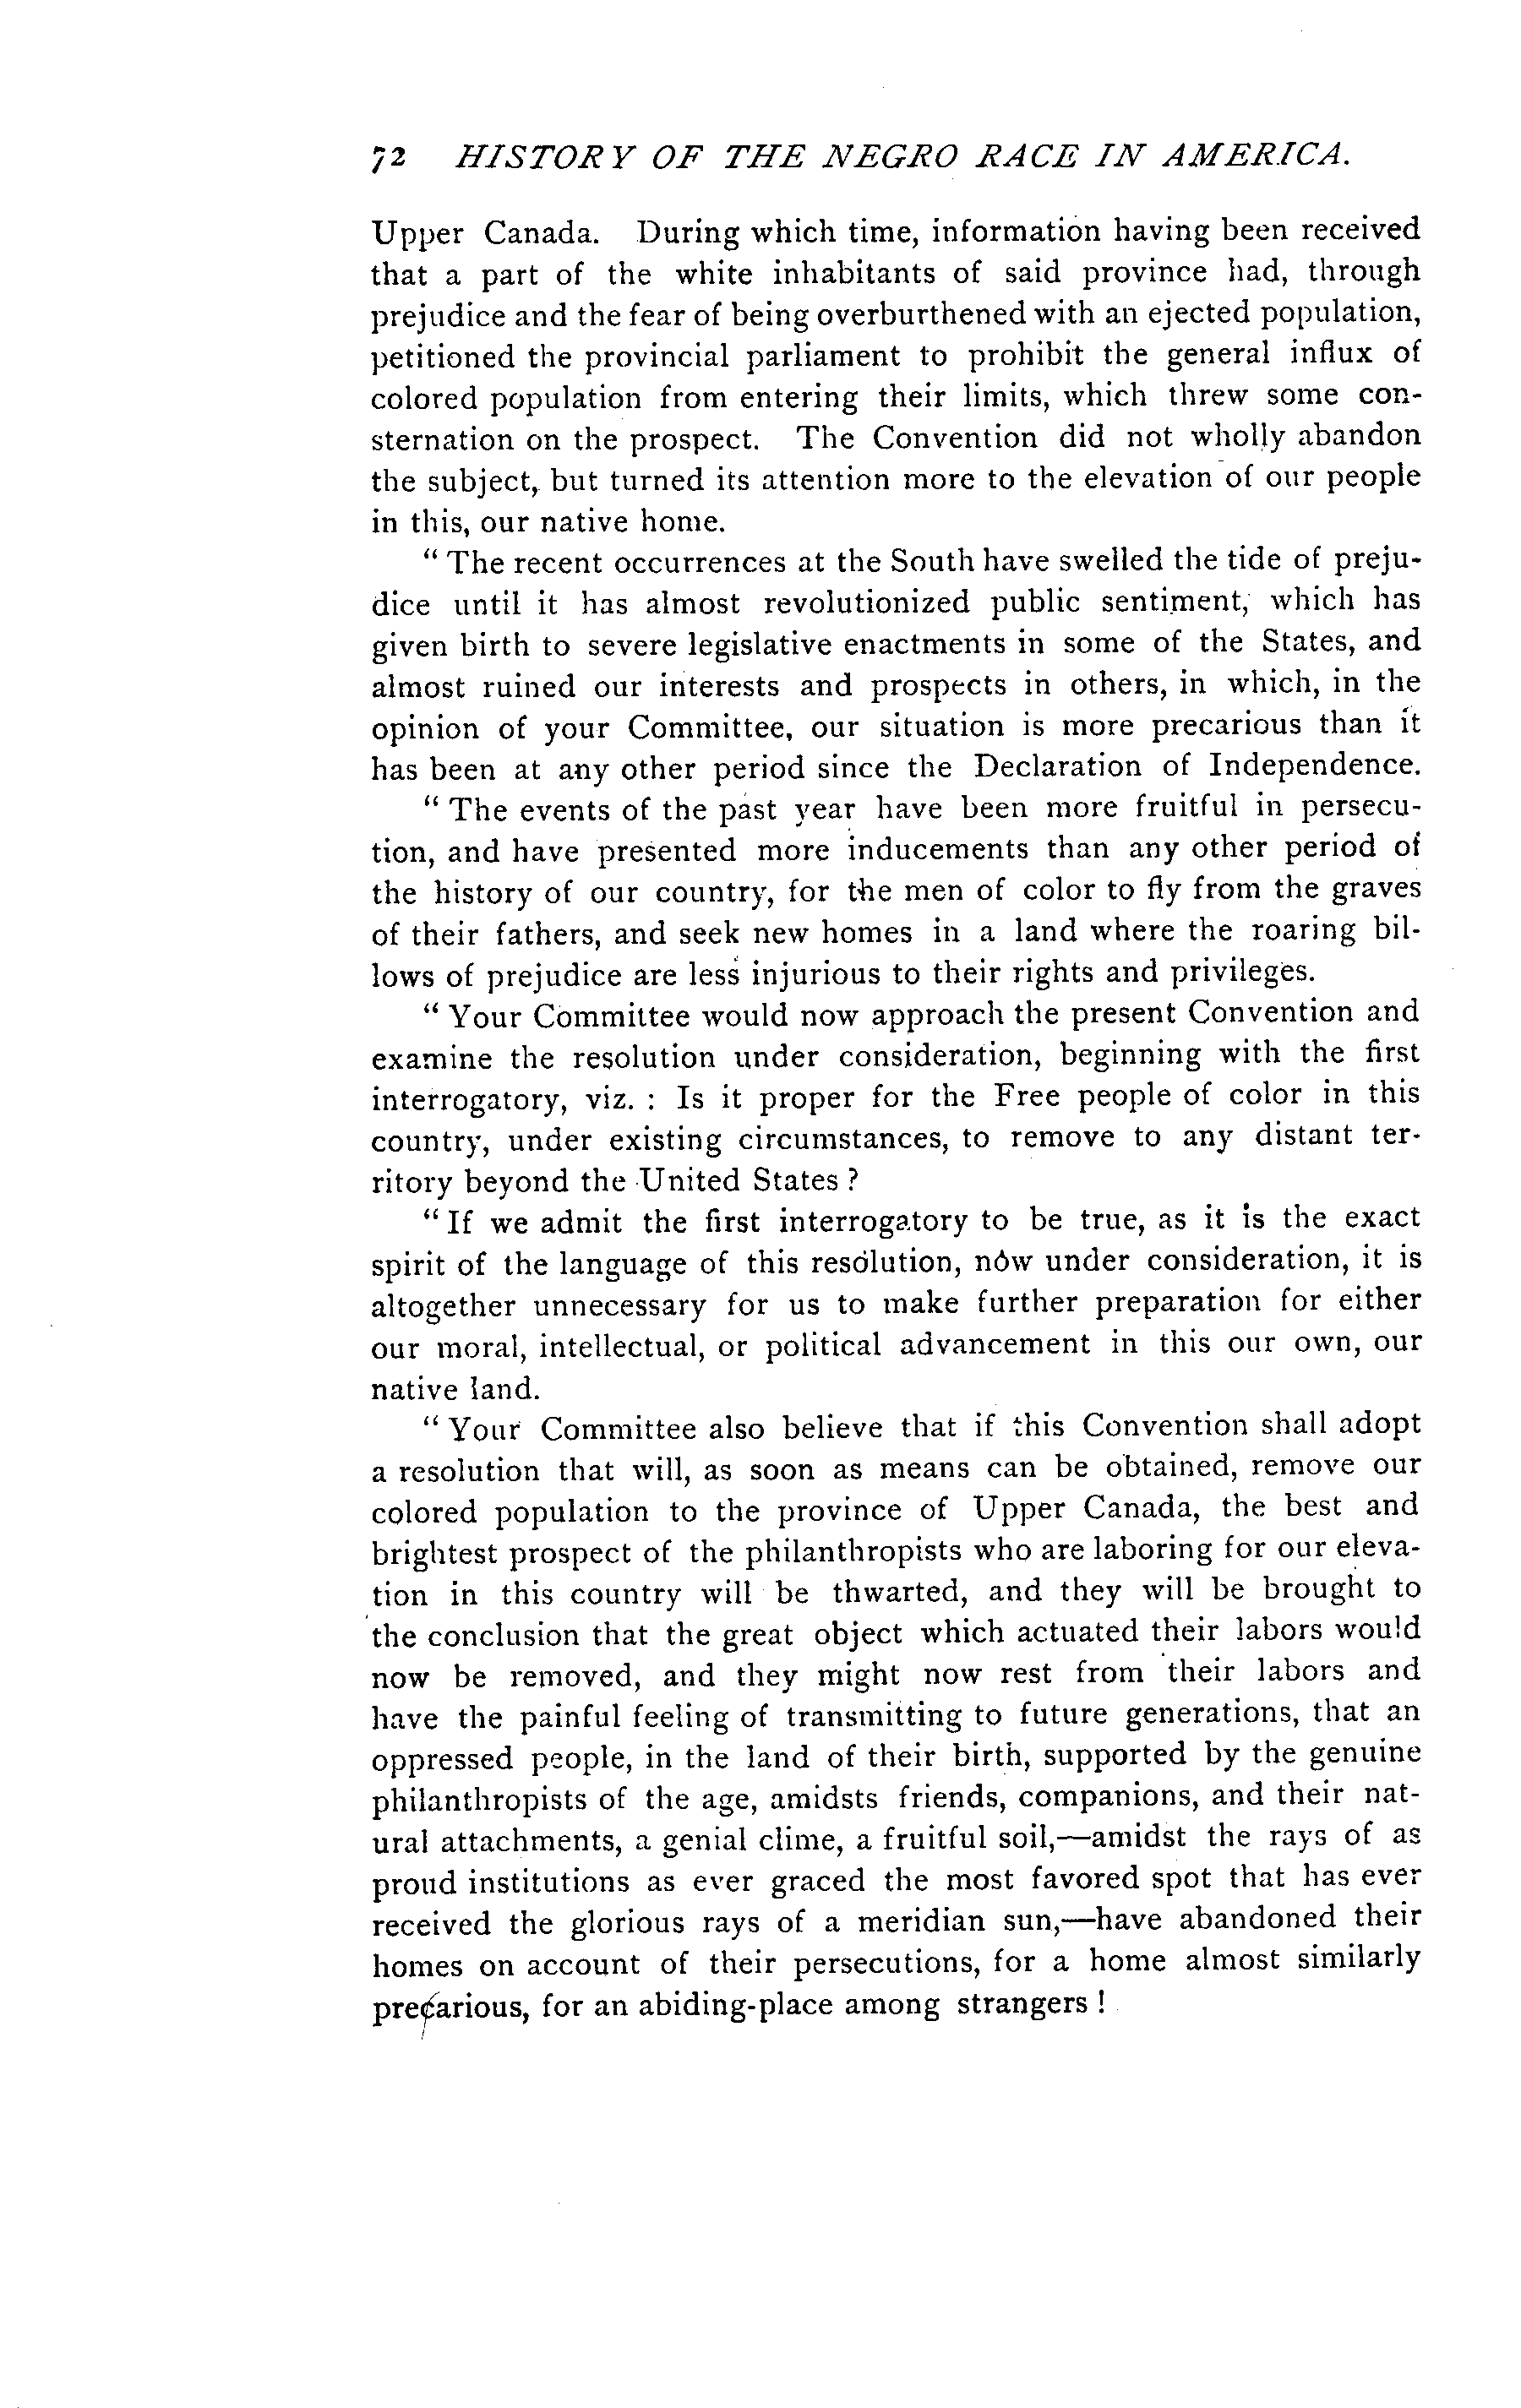 72 HISTORY OF THE NEGRO RACE IN AMERICA.
Upper Canada. During which time, information having been received
that a part of the white inhabitants of said province had, through
prejudice and the fear of being overburthened with an ejected population,
petitioned the provincial parliament to prohibit the general influx of
colored population from entering their limits, which threw some con-
sternation on the prospect. The Convention did not wholly abandon
the subject, but turned its attention more to the elevation of our people
in this, our native home.
" The recent occurrences at the South have swelled the tide of preju-
dice until it has almost revolutionized public sentiment, which has
given birth to severe legislative enactments in some of the States, and
almost ruined our interests and prospects in others, in which, in the
opinion of your Committee, our situation is more precarious than it
has been at any other period since the Declaration of Independence.
" The events of the past year have been more fruitful in persecu-
tion, and have presented more inducements than any other period of
the history of our country, for the men of color to fly from the graves
of their fathers, and seek new homes in a land where the roaring bil-
lows of prejudice are less injurious to their rights and privileges.
" Your Committee would now approach the present Convention and
examine the resolution under consideration, beginning with the first
interrogatory, viz. : Is it proper for the Free people of color in this
country, under existing circumstances, to remove to any distant ter-
ritory beyond the United States ?
" If we admit the first interrogatory to be true, as it is the exact
spirit of the language of this resolution, now under consideration, it is
altogether unnecessary for us to make further preparation for either
our moral, intellectual, or political advancement in this our own, our
native land.
" Your Committee also believe that if this Convention shall adopt
a resolution that will, as soon as means can be obtained, remove our
colored population to the province of Upper Canada, the best and
brightest prospect of the philanthropists who are laboring for our eleva-
tion in this country will be thwarted, and they will be brought to
the conclusion that the great object which actuated their labors would
now be removed, and they might now rest from their labors and
have the painful feeling of transmitting to future generations, that an
oppressed people, in the land of their birth, supported by the genuine
philanthropists of the age, amidsts friends, companions, and their nat-
ural attachments, a genial clime, a fruitful soil,—amidst the rays of as
proud institutions as ever graced the most favored spot that has ever
received the glorious rays of a meridian sun,—have abandoned their
homes on account of their persecutions, for a home almost similarly
precarious, for an abiding-place among strangers !